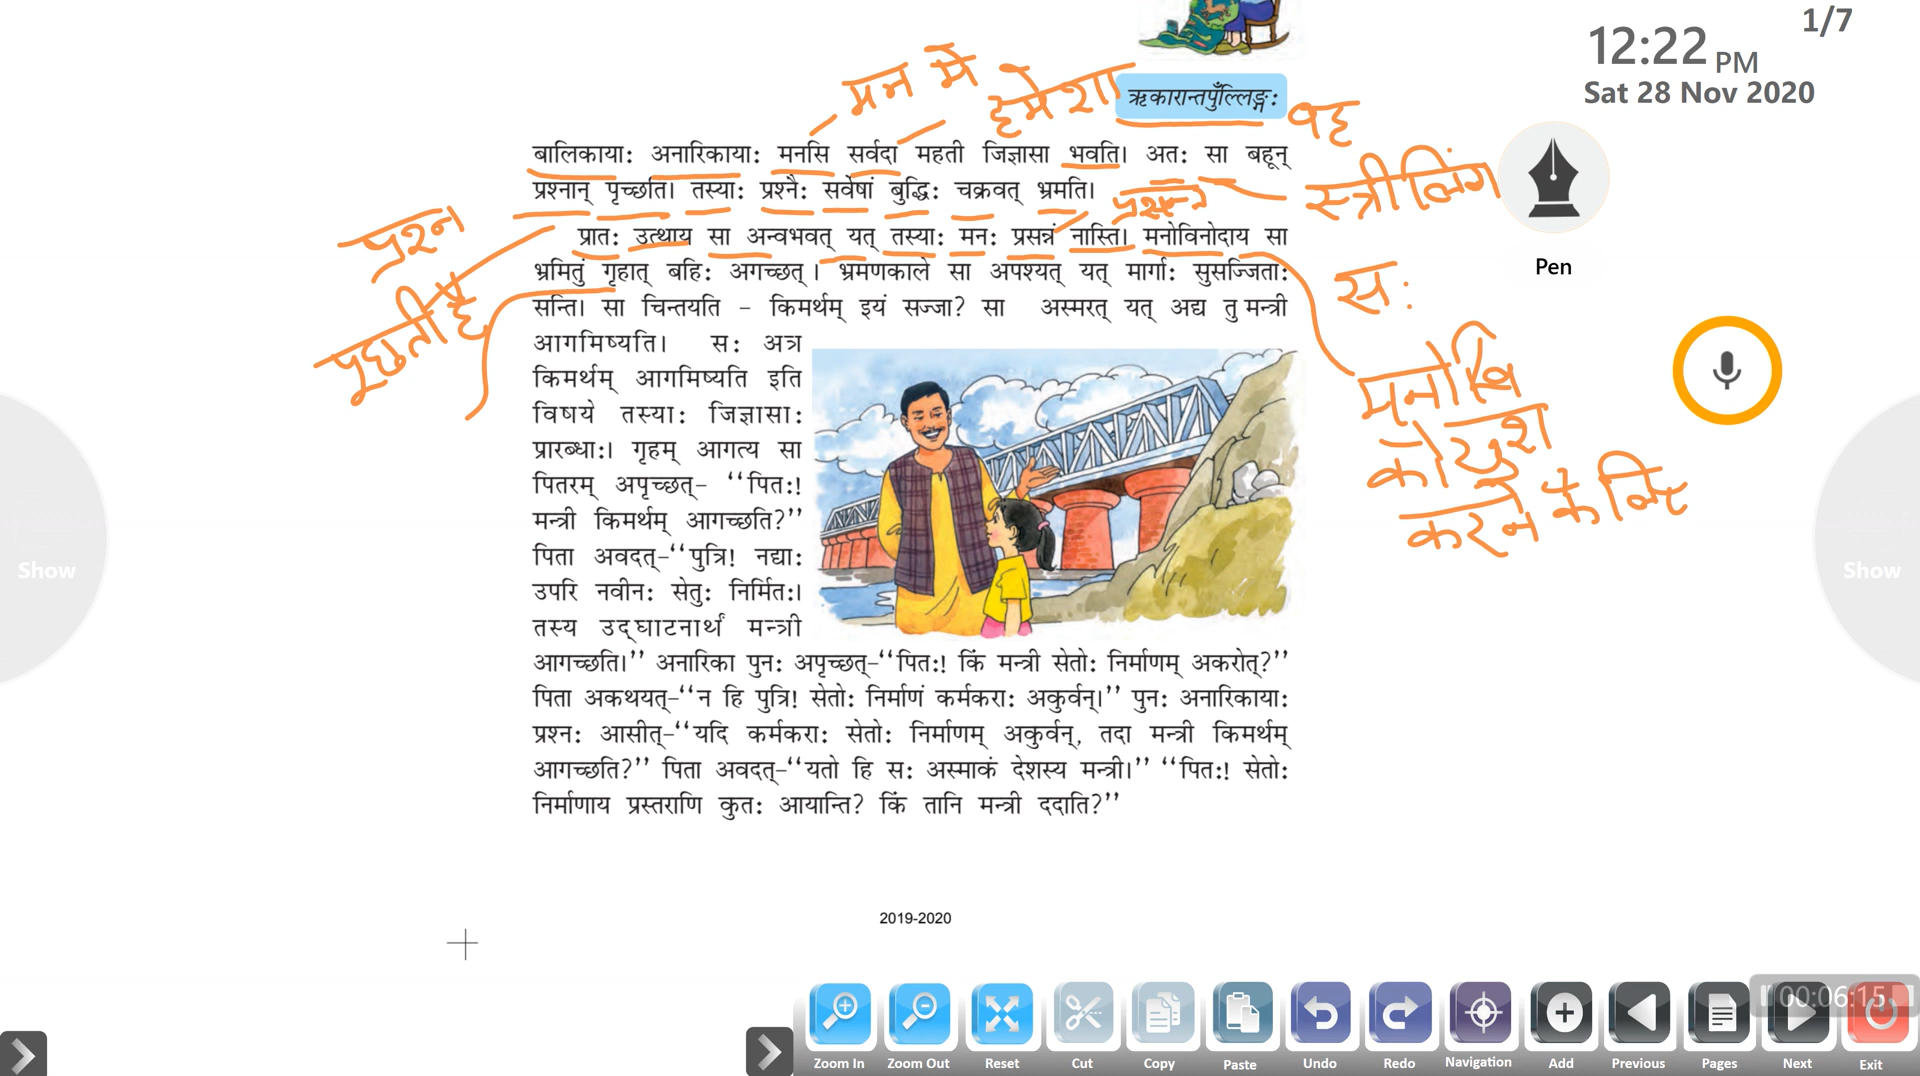 1/7
12:22 PM
Sat 28 Nov 2020
मन में
हमेशा
ऋकारान्तपुँल्लिङ्गः
वह
स्त्रीलिंग
बालिकायाः अनारिकायाः मनसि सर्वदा महती जिज्ञासा भवति। अतः सा बहून्
प्रश्नान् पृच्छति। तस्याः प्रश्नैः सर्वेषां बुद्धिः चक्रवत् भ्रमति।
प्रश्न
पूछती है
प्रातः उत्थाय सा अन्वभवत् यत् तस्याः मनः प्रसन्नं नास्ति। मनोविनोदाय सा
भ्रमितुं गृहात् बहिः अगच्छत्। भ्रमणकाले सा अपश्यत् यत् मार्गाः सुसज्जिताः
सन्ति। सा चिन्तयति – किमर्थम् इयं सज्जा? सा अस्मरत् यत् अद्य तु मन्त्री
आगमिष्यति। सः अत्र
किमर्थम् आगमिष्यति इति
विषये तस्याः जिज्ञासाः
प्रारब्धाः। गृहम् आगत्य सा
पितरम् अपृच्छत्– “पितः!
मन्त्री किमर्थम् आगच्छति?”
पिता अवदत्–“पुत्रि! नद्याः
उपरि नवीनः सेतुः निर्मितः।
तस्य उद्घाटनार्थं मन्त्री
आगच्छति।” अनारिका पुनः अपृच्छत्–“पितः! किं मन्त्री सेतोः निर्माणम् अकरोत्?”
पिता अकथयत्–“न हि पुत्रि! सेतोः निर्माणं कर्मकराः अकुर्वन्।” पुनः अनारिकायाः
प्रश्नः आसीत्–“यदि कर्मकराः सेतोः निर्माणम् अकुर्वन्, तदा मन्त्री किमर्थम्
आगच्छति?” पिता अवदत्–“यतो हि सः अस्माकं देशस्य मन्त्री।” “पितः! सेतोः
निर्माणाय प्रस्तराणि कुतः आयान्ति? किं तानि मन्त्री ददाति?”
सः
को खुश
करने के लिए
2019-2020
Pen
Show
Show
00:06:15
Zoom In Zoom Out Reset Cut Copy Paste Undo Redo Navigation Add Previous Pages Next Exit